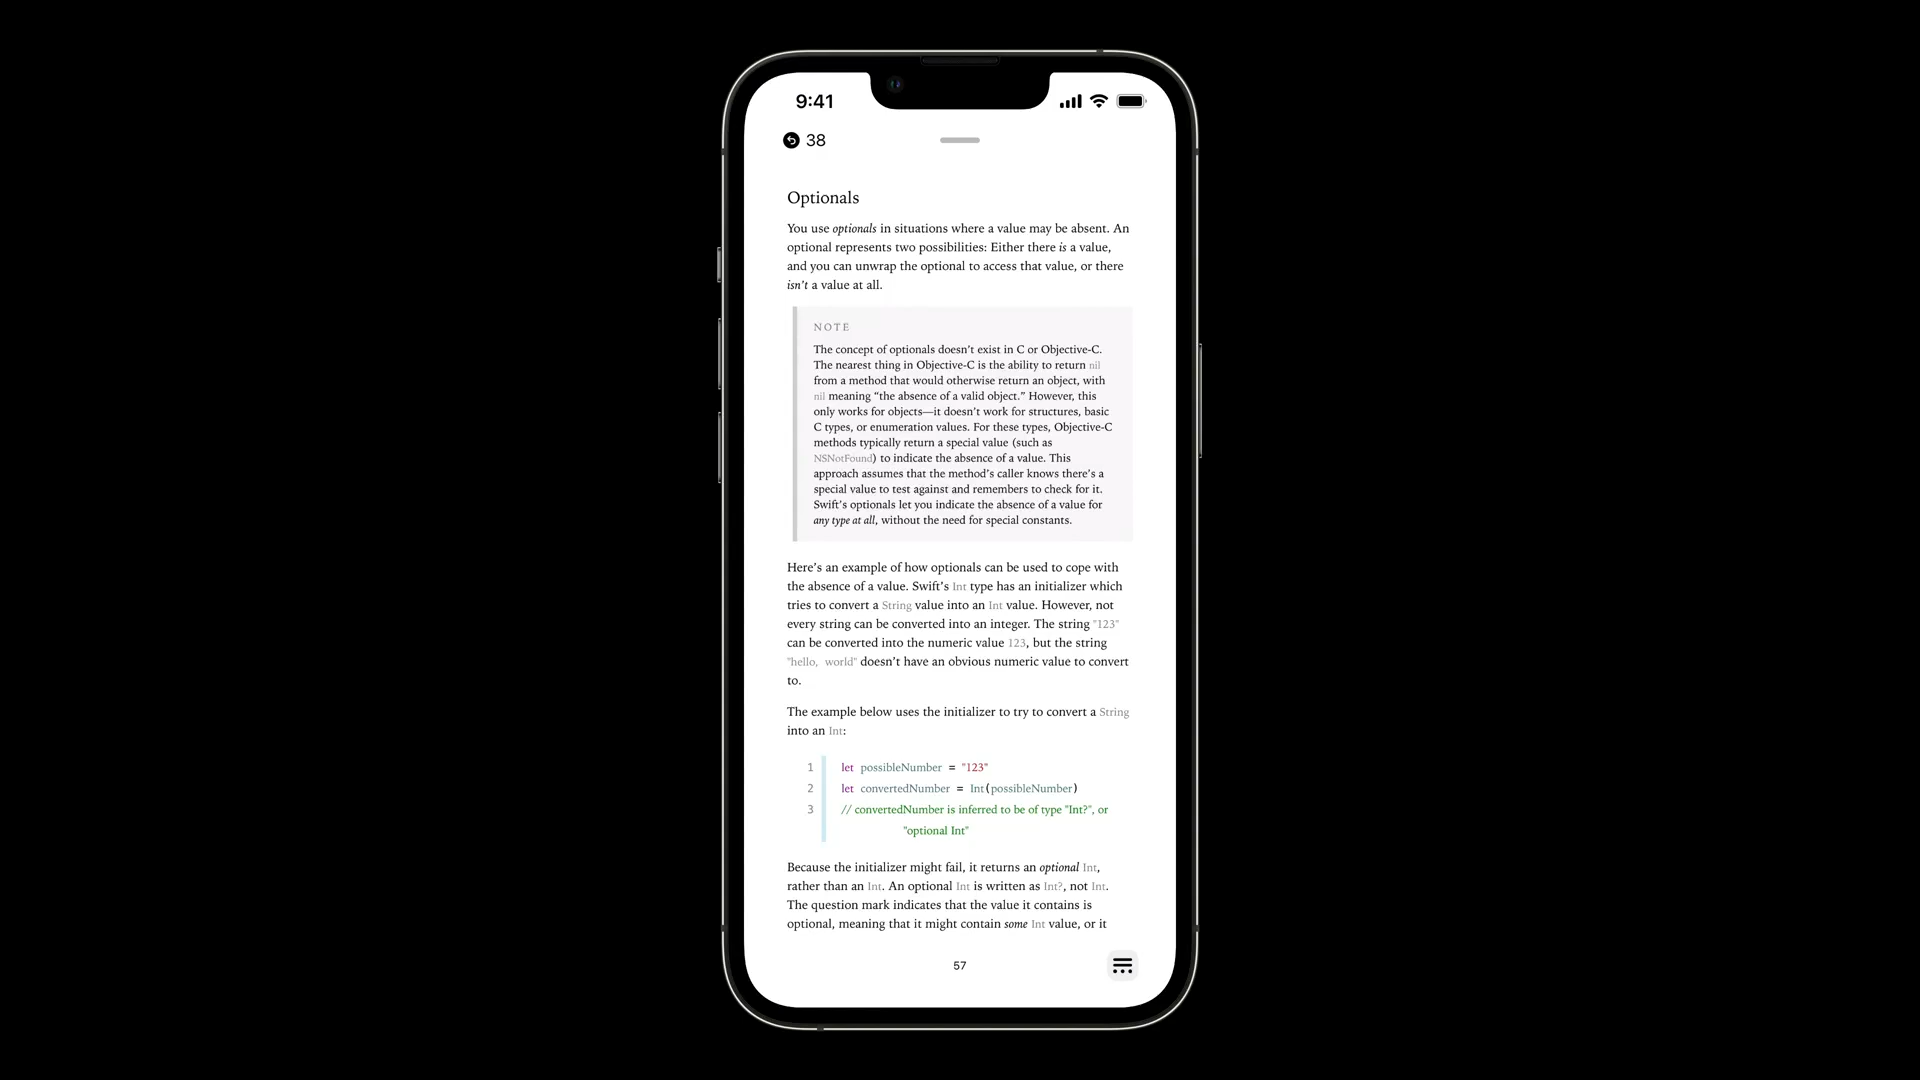 9:41
38
Optionals
You use optionals in situations where a value may be absent. An
optional represents two possibilities: Either there is a value,
and you can unwrap the optional to access that value, or there
isn’t a value at all.
NOTE
The concept of optionals doesn’t exist in C or Objective-C.
The nearest thing in Objective-C is the ability to return nil
from a method that would otherwise return an object, with
nil meaning “the absence of a valid object.” However, this
only works for objects—it doesn’t work for structures, basic
C types, or enumeration values. For these types, Objective-C
methods typically return a special value (such as
NSNotFound) to indicate the absence of a value. This
approach assumes that the method’s caller knows there’s a
special value to test against and remembers to check for it.
Swift’s optionals let you indicate the absence of a value for
any type at all, without the need for special constants.
Here’s an example of how optionals can be used to cope with
the absence of a value. Swift’s Int type has an initializer which
tries to convert a String value into an Int value. However, not
every string can be converted into an integer. The string "123"
can be converted into the numeric value 123, but the string
"hello, world" doesn’t have an obvious numeric value to convert
to.
The example below uses the initializer to try to convert a String
into an Int:
1 let possibleNumber = "123"
2 let convertedNumber = Int(possibleNumber)
3 // convertedNumber is inferred to be of type "Int?", or
"optional Int"
Because the initializer might fail, it returns an optional Int,
rather than an Int. An optional Int is written as Int?, not Int.
The question mark indicates that the value it contains is
optional, meaning that it might contain some Int value, or it
57